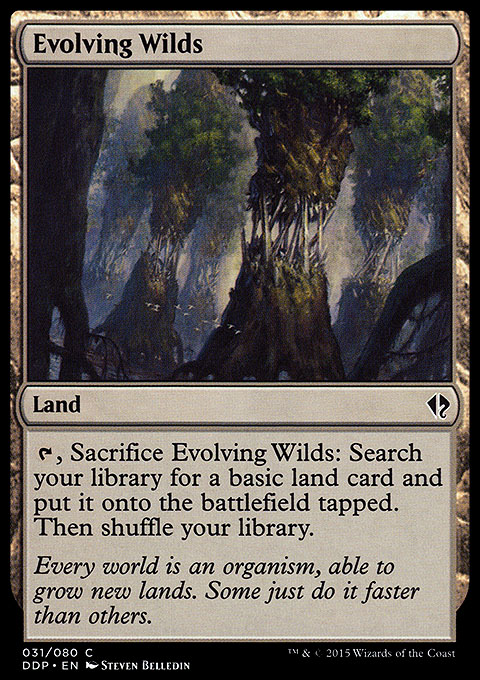 Evolving Wilds
Land
, Sacrifice Evolving Wilds: Search
your library for a basic land card and
put it onto the battlefield tapped.
Then shuffle your library.
Every world is an organism, able to
grow new lands. Some just do it faster
than others.
031/080 C
DDP • EN Steven Belledin
™ & © 2015 Wizards of the Coast